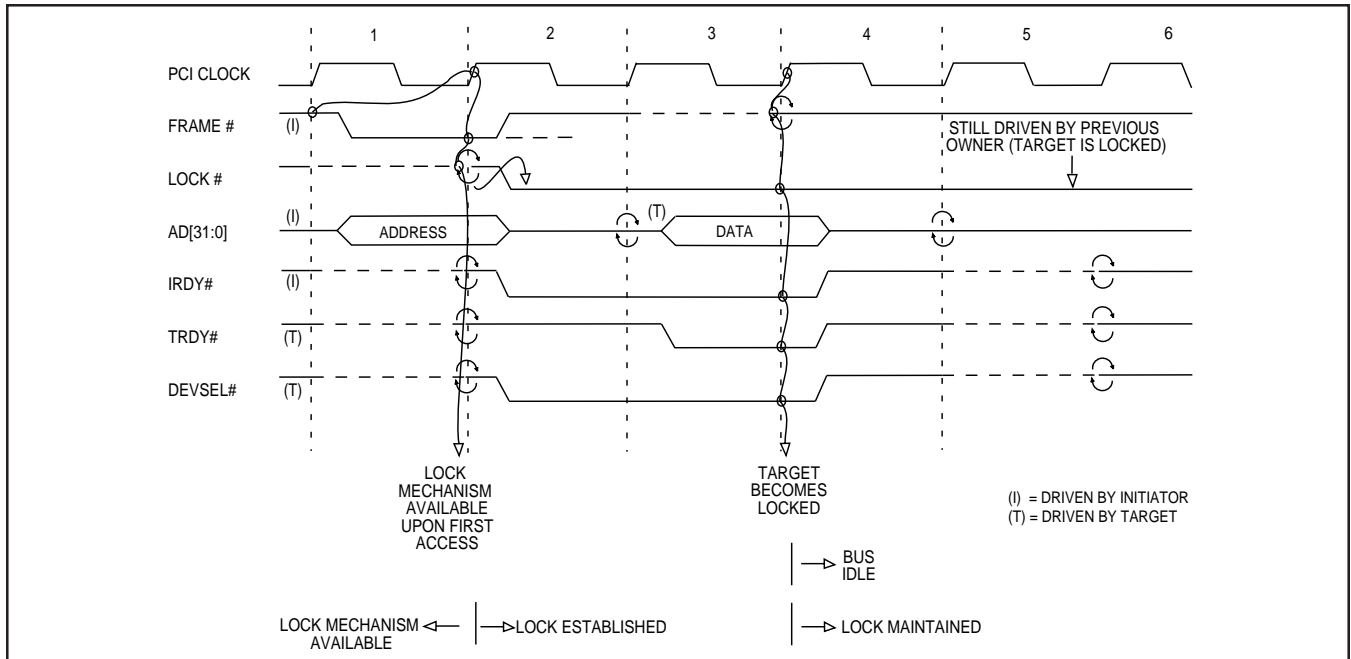 1 2 3 4 5 6
PCI CLOCK
FRAME # (I)
STILL DRIVEN BY PREVIOUS
OWNER (TARGET IS LOCKED)
LOCK #
AD[31:0] (I) ADDRESS (T) DATA
IRDY# (I)
TRDY# (T)
DEVSEL# (T)
LOCK
MECHANISM
AVAILABLE
UPON FIRST
ACCESS
TARGET
BECOMES
LOCKED
(I) = DRIVEN BY INITIATOR
(T) = DRIVEN BY TARGET
BUS
IDLE
LOCK MECHANISM
AVAILABLE
LOCK ESTABLISHED
LOCK MAINTAINED